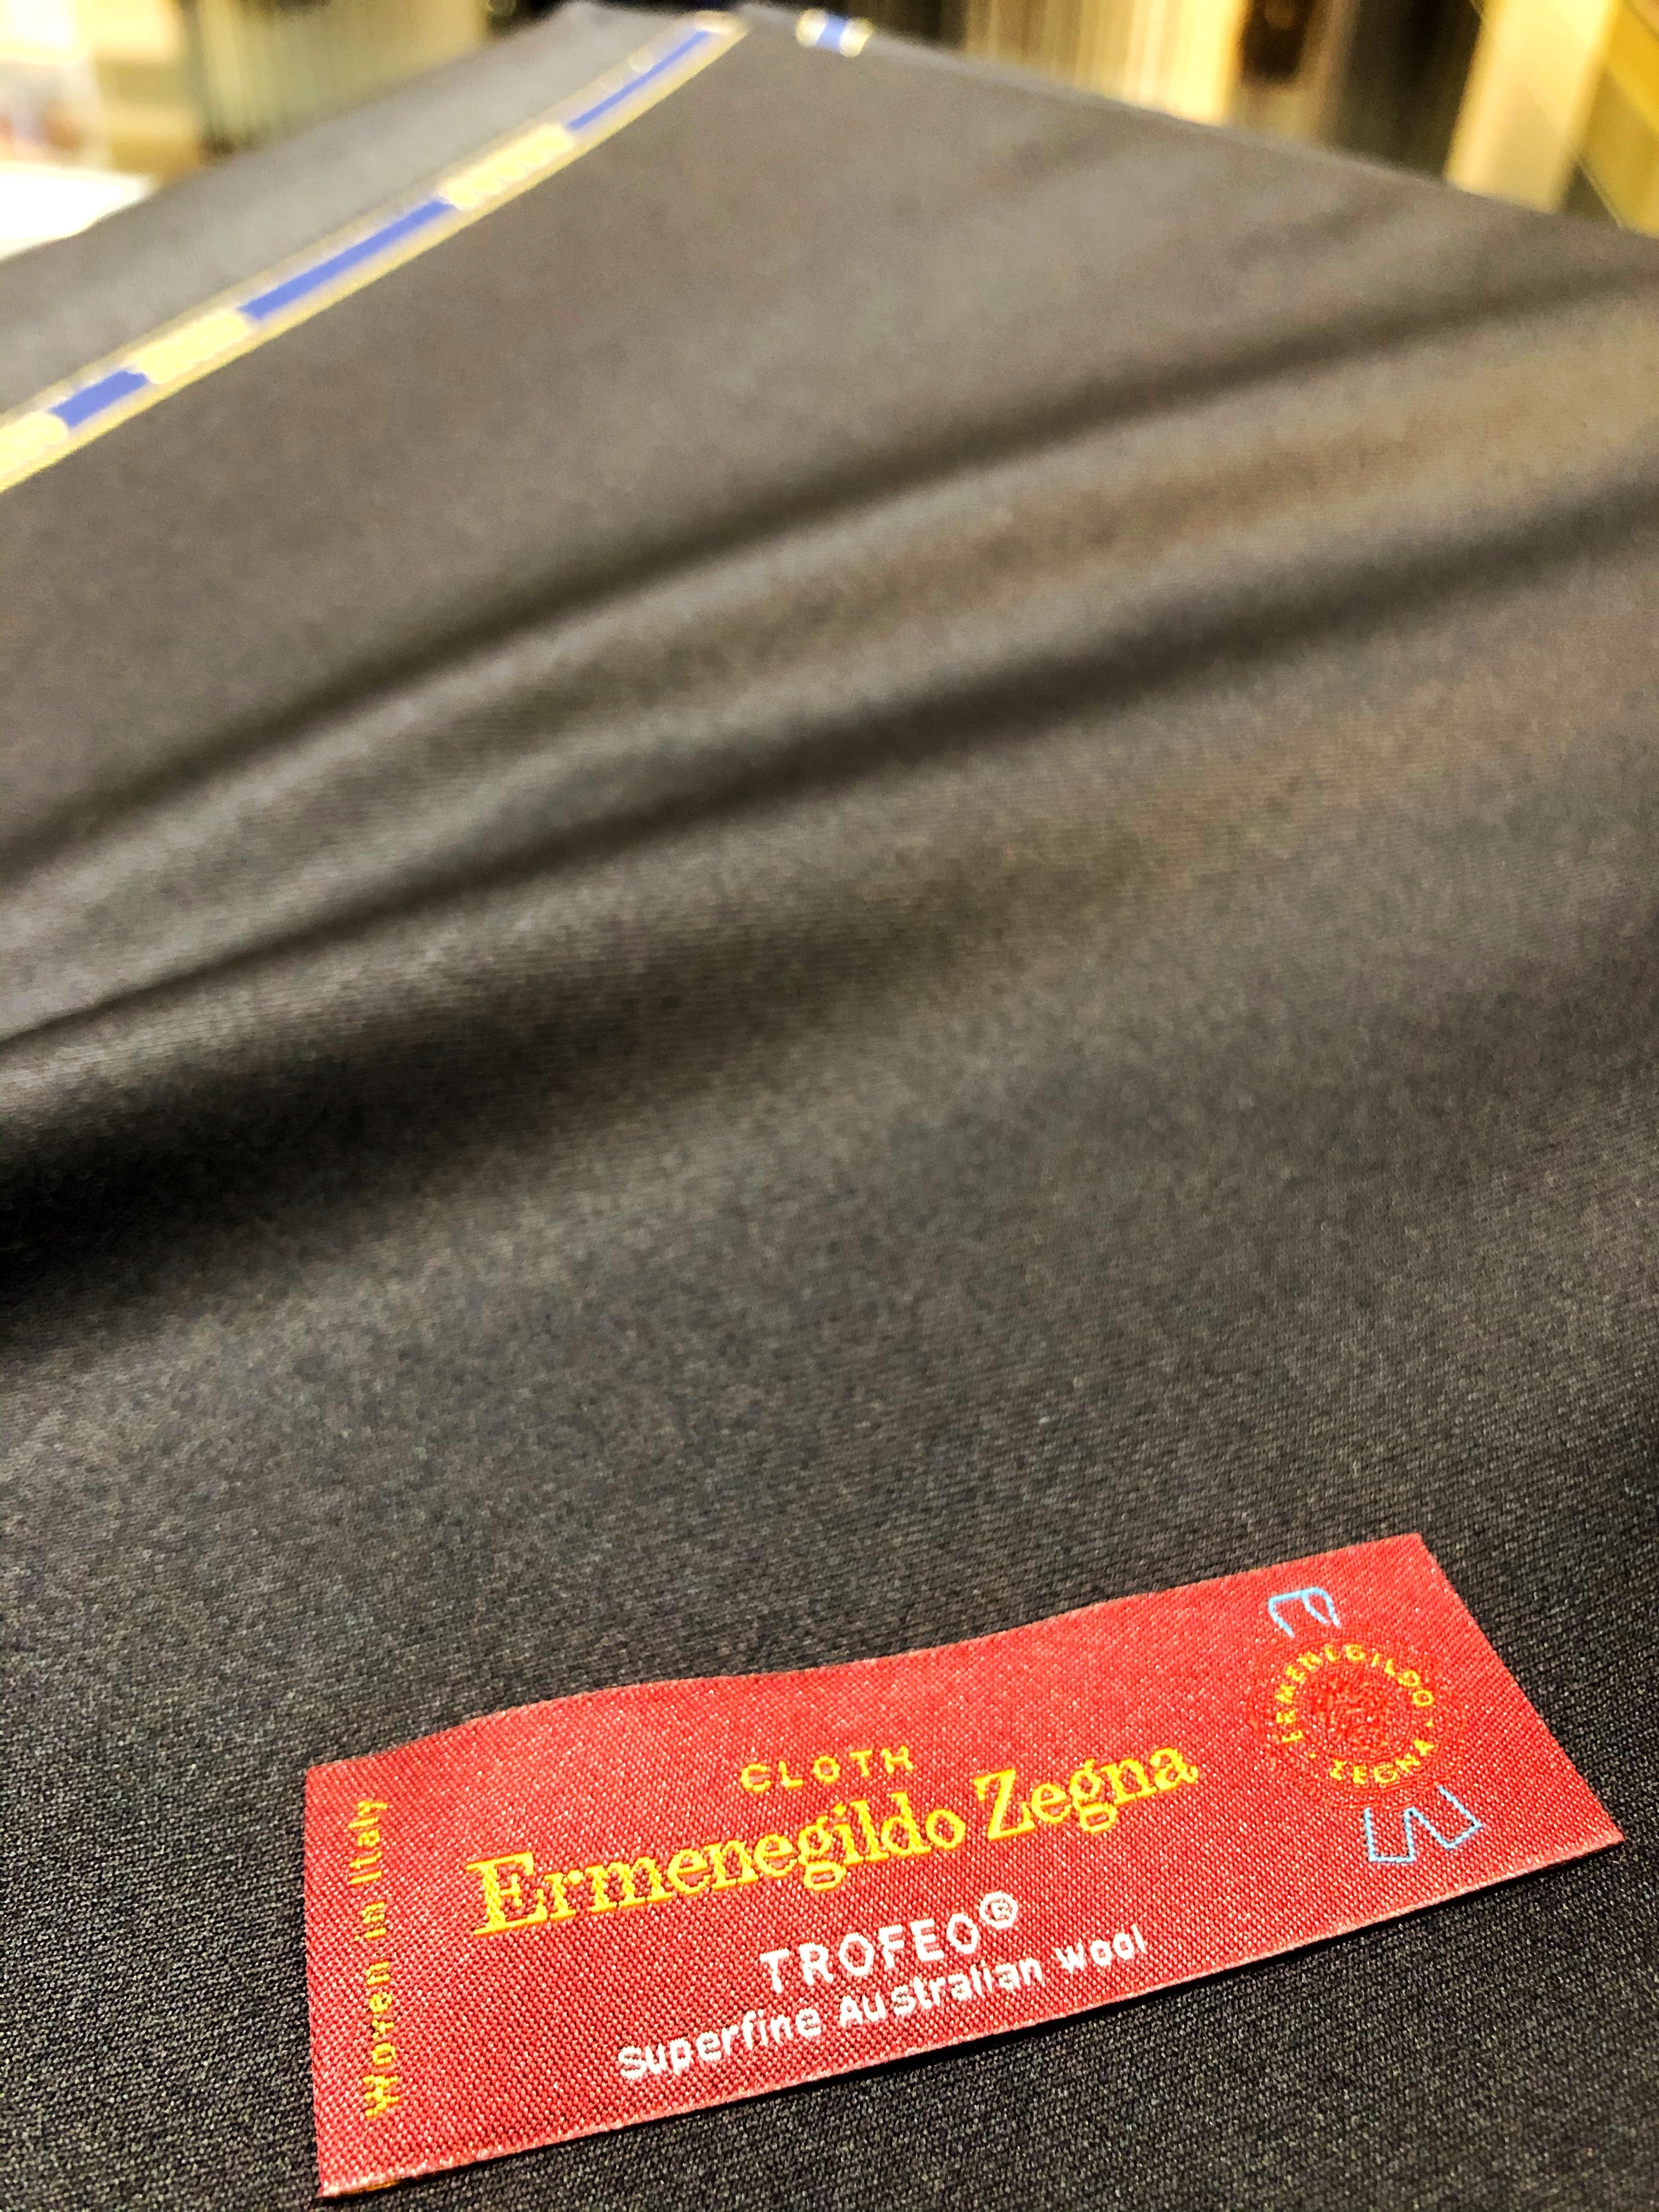 Woven in Italy
CLOTH
Ermenegildo Zegna
TROFEO®
Superfine Australian Wool
E
ERMENEGILDO
· ZEGNA ·
Z